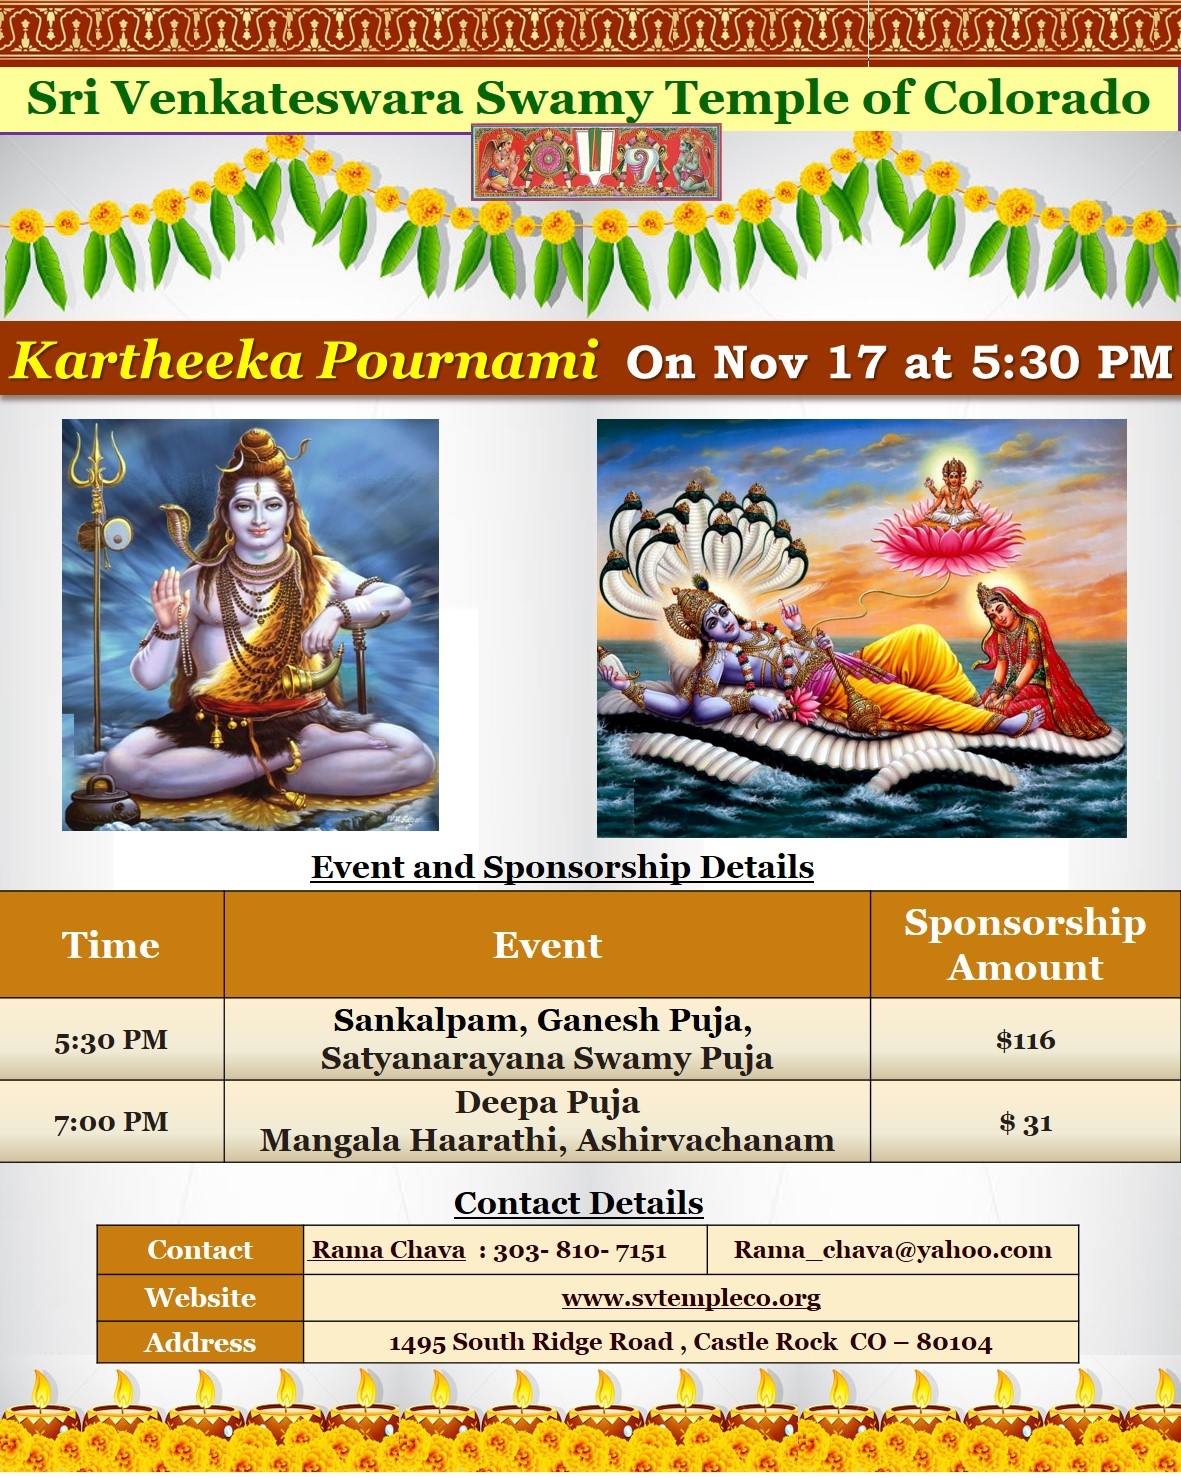 Sri Venkateswara Swamy Temple of Colorado
Kartheeka Pournami On Nov 17 at 5:30 PM
Event and Sponsorship Details
Time Event Sponsorship Amount
5:30 PM Sankalpam, Ganesh Puja, $116
Satyanarayana Swamy Puja
7:00 PM Deepa Puja $ 31
Mangala Haarathi, Ashirvachanam
Contact Details
Contact Rama Chava : 303- 810- 7151 Rama_chava@yahoo.com
Website www.svtempleco.org
Address 1495 South Ridge Road , Castle Rock CO – 80104